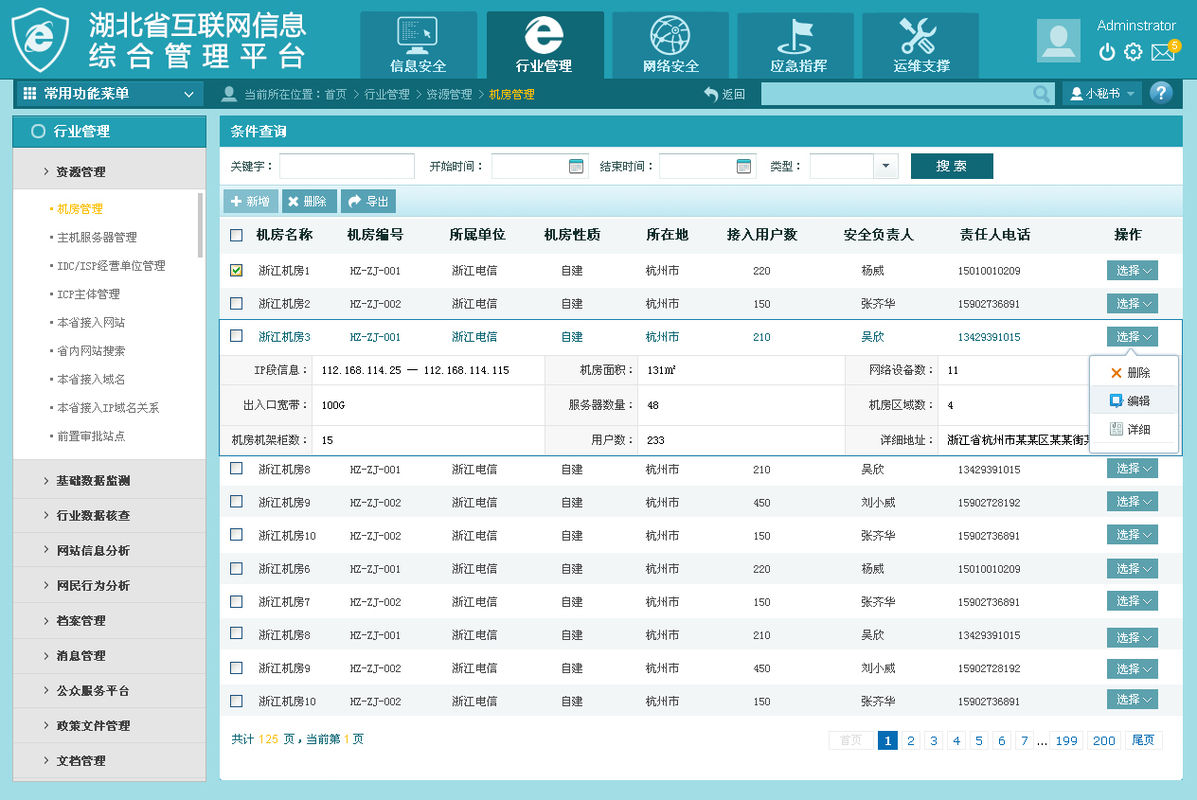 湖北省互联网信息
综合管理平台
信息安全
行业管理
网络安全
应急指挥
运维支撑
Adminstrator
5
常用功能菜单
当前所在位置：首页 > 行业管理 > 资源管理 > 机房管理
返回
小秘书
?
行业管理
资源管理
机房管理
主机服务器管理
IDC/ISP经营单位管理
ICP主体管理
本省接入网站
省内网站搜索
本省接入域名
本省接入IP域名关系
前置审批站点
基础数据监测
行业数据核查
网站信息分析
网民行为分析
档案管理
消息管理
公众服务平台
政策文件管理
文档管理
条件查询
关键字： 开始时间： 结束时间： 类型： 搜索
新增 删除 导出
机房名称 机房编号 所属单位 机房性质 所在地 接入用户数 安全负责人 责任人电话 操作
浙江机房1 HZ-ZJ-001 浙江电信 自建 杭州市 220 杨威 15010010209 选择
浙江机房2 HZ-ZJ-002 浙江电信 自建 杭州市 150 张齐华 15902736891 选择
浙江机房3 HZ-ZJ-001 浙江电信 自建 杭州市 210 吴欣 13429391015 选择
IP段信息： 112.168.114.25 — 112.168.114.115 机房面积： 131㎡ 网络设备数： 11
出入口宽带： 100G 服务器数量： 48 机房区域数： 4
机房机架柜数： 15 用户数： 233 详细地址： 浙江省杭州市某某区某某街
删除
编辑
详细
浙江机房8 HZ-ZJ-001 浙江电信 自建 杭州市 210 吴欣 13429391015 选择
浙江机房9 HZ-ZJ-002 浙江电信 自建 杭州市 450 刘小威 15902728192 选择
浙江机房10 HZ-ZJ-002 浙江电信 自建 杭州市 150 张齐华 15902736891 选择
浙江机房6 HZ-ZJ-001 浙江电信 自建 杭州市 220 杨威 15010010209 选择
浙江机房7 HZ-ZJ-002 浙江电信 自建 杭州市 150 张齐华 15902736891 选择
浙江机房8 HZ-ZJ-001 浙江电信 自建 杭州市 210 吴欣 13429391015 选择
浙江机房9 HZ-ZJ-002 浙江电信 自建 杭州市 450 刘小威 15902728192 选择
浙江机房10 HZ-ZJ-002 浙江电信 自建 杭州市 150 张齐华 15902736891 选择
共计 125 页，当前第 1 页
首页 1 2 3 4 5 6 7 ... 199 200 尾页